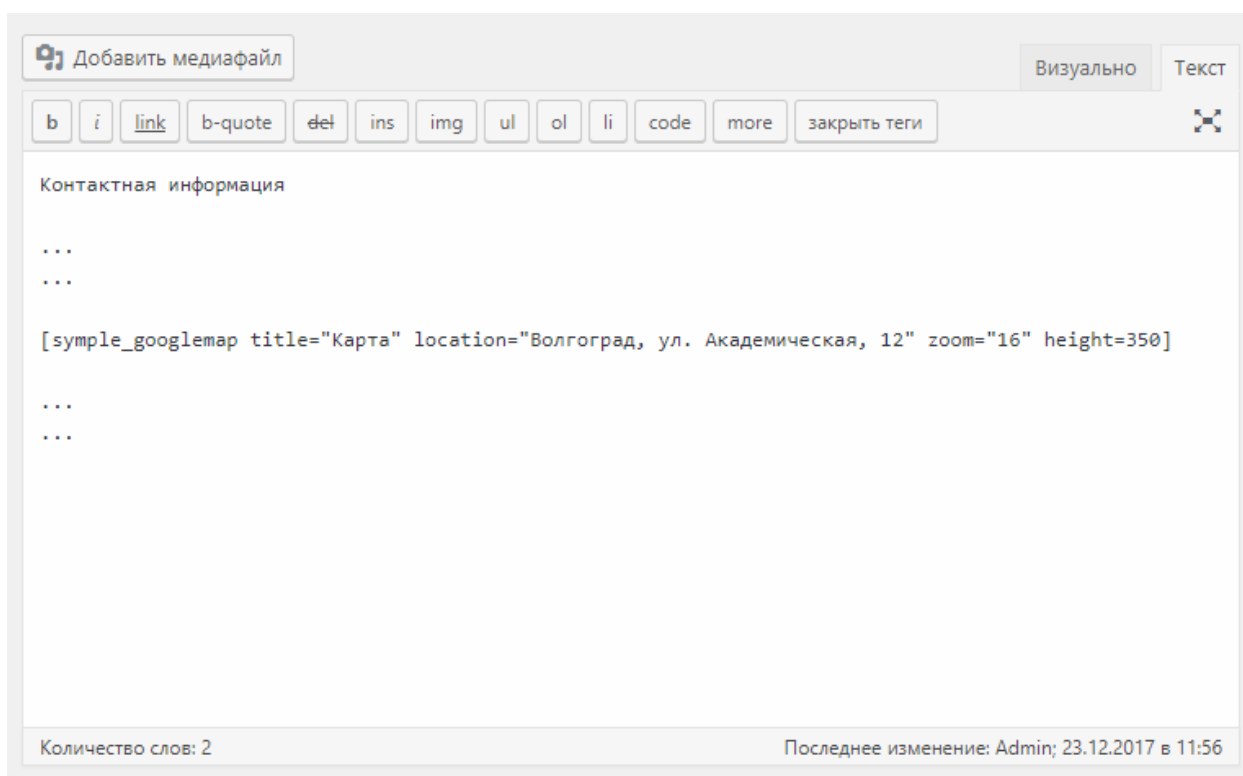 Добавить медиафайл
Визуально Текст
b i link b-quote del ins img ul ol li code more закрыть теги
Контактная информация
...
...
[symple_googlemap title="Карта" location="Волгоград, ул. Академическая, 12" zoom="16" height=350]
...
...
Количество слов: 2 Последнее изменение: Admin; 23.12.2017 в 11:56